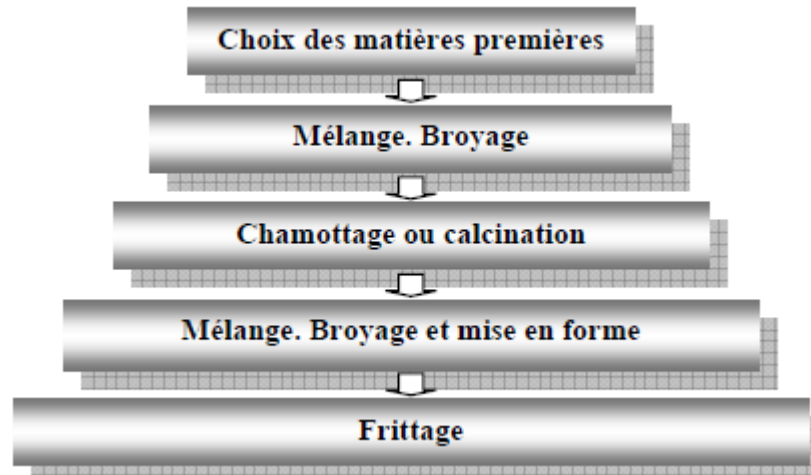 Choix des matières premières
Mélange. Broyage
Chamottage ou calcination
Mélange. Broyage et mise en forme
Frittage